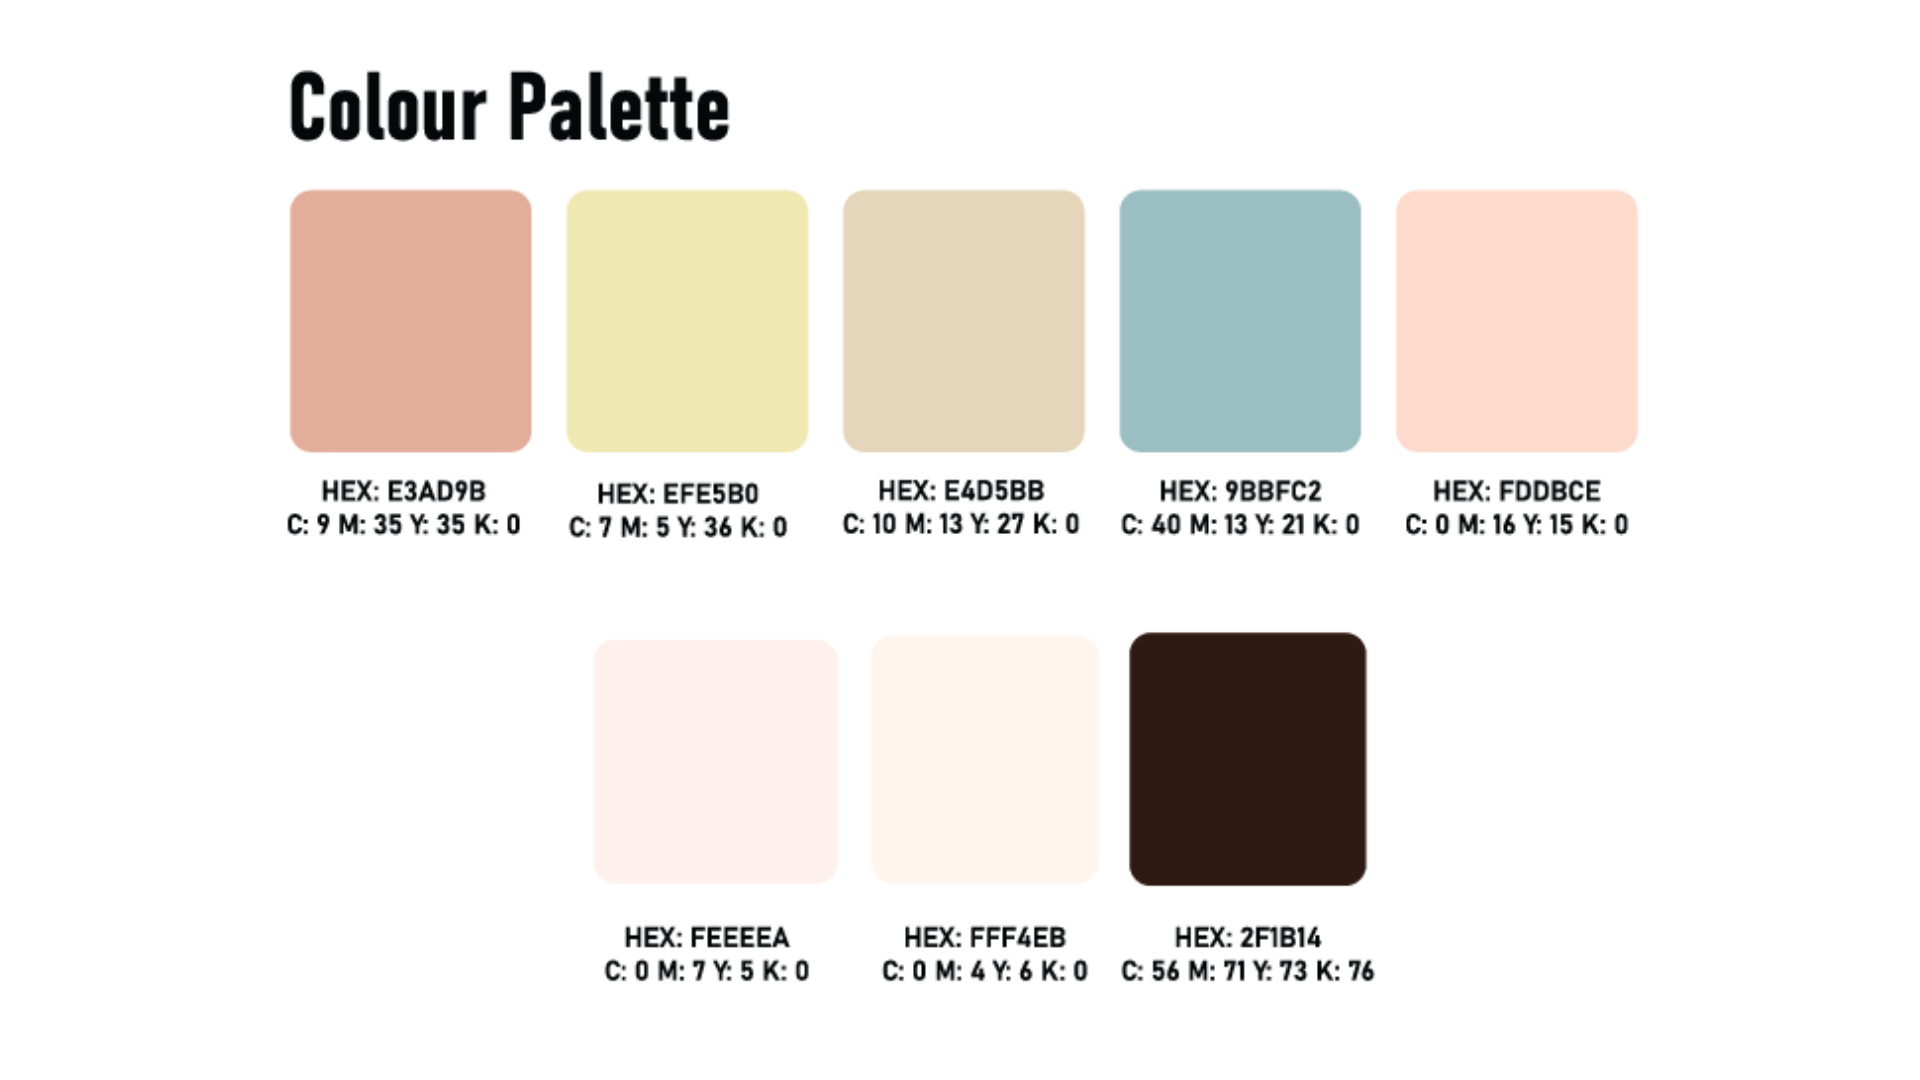 Colour Palette
HEX: E3AD9B
C: 9 M: 35 Y: 35 K: 0
HEX: EFE5B0
C: 7 M: 5 Y: 36 K: 0
HEX: E4D5BB
C: 10 M: 13 Y: 27 K: 0
HEX: 9BBFC2
C: 40 M: 13 Y: 21 K: 0
HEX: FDDBCE
C: 0 M: 16 Y: 15 K: 0
HEX: FEEEEA
C: 0 M: 7 Y: 5 K: 0
HEX: FFF4EB
C: 0 M: 4 Y: 6 K: 0
HEX: 2F1B14
C: 56 M: 71 Y: 73 K: 76